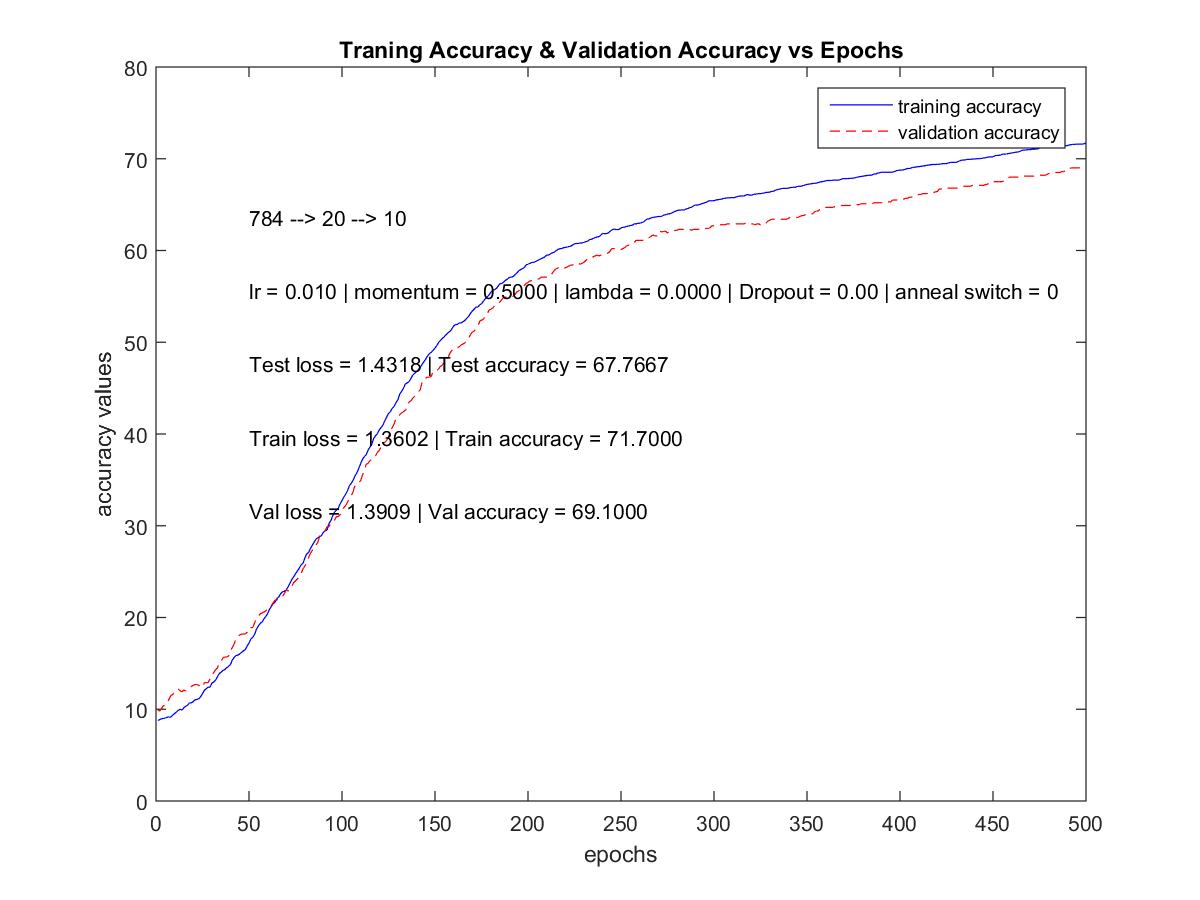 Traning Accuracy & Validation Accuracy vs Epochs
80
training accuracy
validation accuracy
70
784 --> 20 --> 10
60
lr = 0.010 | momentum = 0.5000 | lambda = 0.0000 | Dropout = 0.00 | anneal switch = 0
50
Test loss = 1.4318 | Test accuracy = 67.7667
40
Train loss = 1.3602 | Train accuracy = 71.7000
accuracy values
Val loss = 1.3909 | Val accuracy = 69.1000
30
20
10
0
0 50 100 150 200 250 300 350 400 450 500
epochs